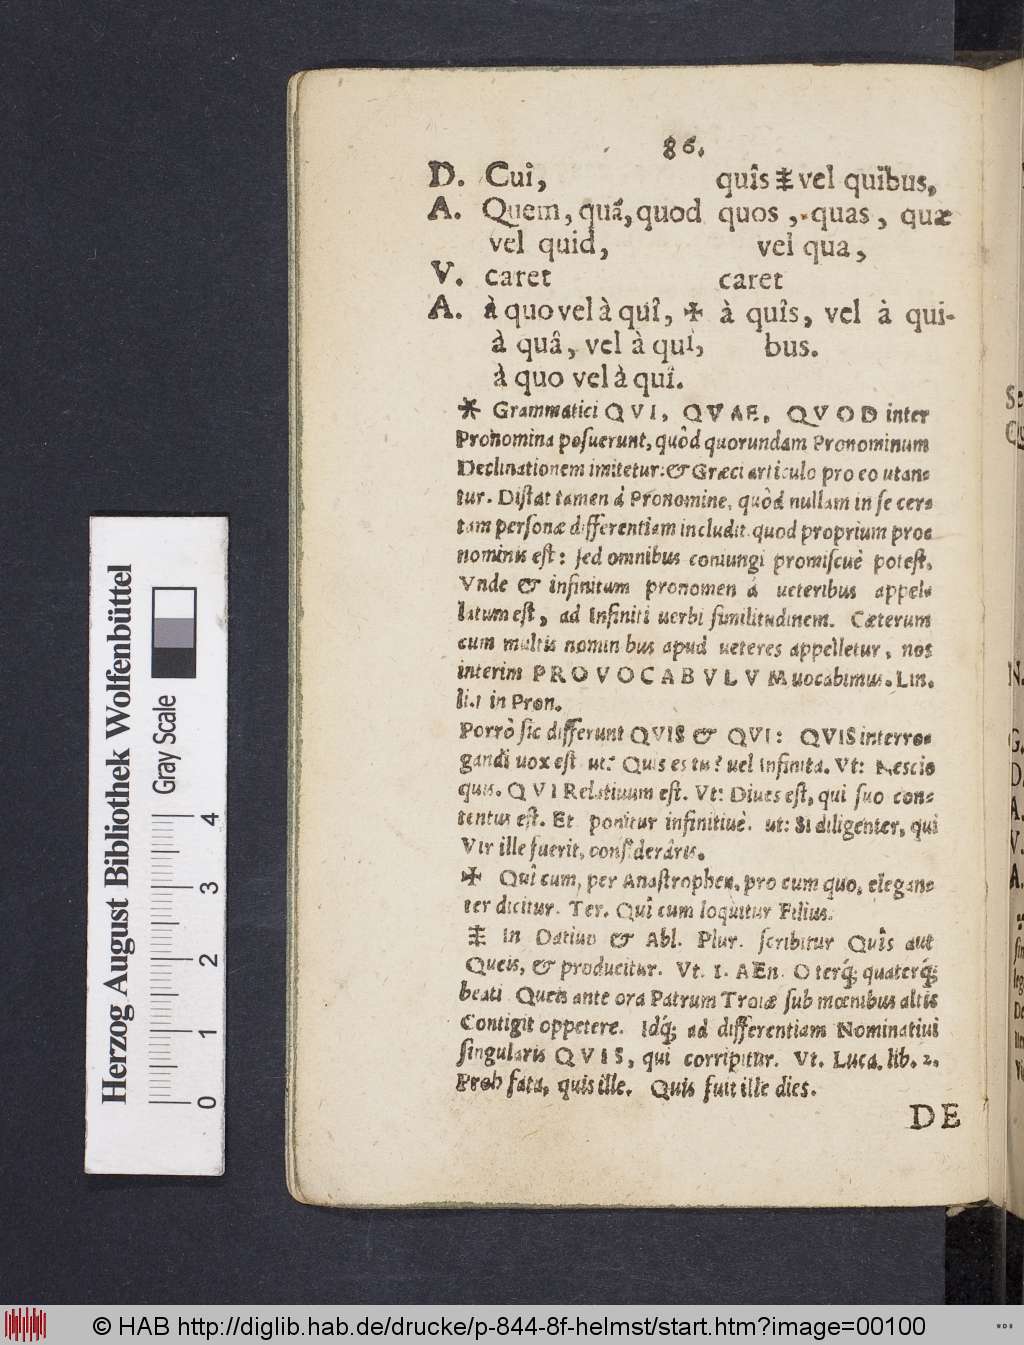 86.
D. Cui, quîs ‡ vel quibus,
A. Quem, quã, quod quos, quas, quæ
vel quid, vel qua,
V. caret caret
A. à quo vel à quî, ✠ à quîs, vel à qui-
à quâ, vel à qui, bus.
à quo vel à quî.
* Grammatici QVI, QVAE, QVOD inter
Pronomina posuerunt, quòd quorundam Pronominum
Declinationem imitetur: & Græci articulo pro eo utan=
tur. Distat tamen à Pronomine, quòd nullam in se cer=
tam personæ differentiam includit quod proprium pro=
nominis est: sed omnibus coniungi promiscuè potest.
Vnde & infinitum pronomen à ueteribus appel=
latum est, ad Infiniti uerbi similitudinem. Cæterum
cum multis nominibus apud ueteres appelletur, nos
interim PROVOCABVLVM uocabimus. Lin.
li.1 in Pron.
Porrò sic differunt QVIS & QVI: QVIS interro=
gandi uox est ut: Quis es tu? uel Infinita. Vt: Nescio
quis. QVI Relatiuum est. Vt: Diues est, qui suo con=
tentus est. Et ponitur infinitiuè. ut: Si diligenter, qui
Vir ille fuerit, considerâris.
✠ Quî cum, per Anastrophen, pro cum quo, elegan=
ter dicitur. Ter. Quî cum loquitur Filius.
‡ In Datiuo & Abl. Plur. scribitur Quîs aut
Queis, & producitur. Vt. 1. AEn. O terq́; quaterq́;
beati Queis ante ora Patrum Troiæ sub mœnibus altis
Contigit oppetere. Idq́; ad differentiam Nominatiui
singularis QVIS, qui corripitur. Vt. Luca. lib. 2.
Proh fata, quis ille. Quis fuit ille dies.
DE
Herzog August Bibliothek Wolfenbüttel
Gray Scale
0 1 2 3 4
© HAB http://diglib.hab.de/drucke/p-844-8f-helmst/start.htm?image=00100